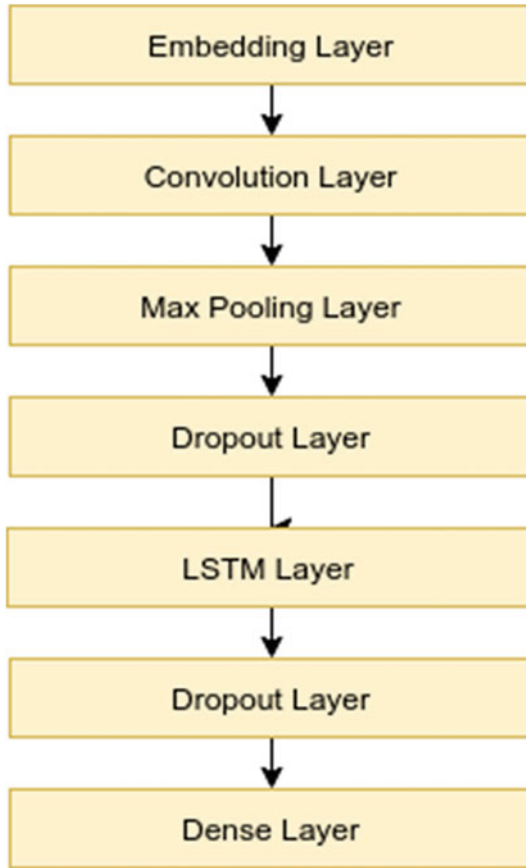 Embedding Layer
Convolution Layer
Max Pooling Layer
Dropout Layer
LSTM Layer
Dropout Layer
Dense Layer